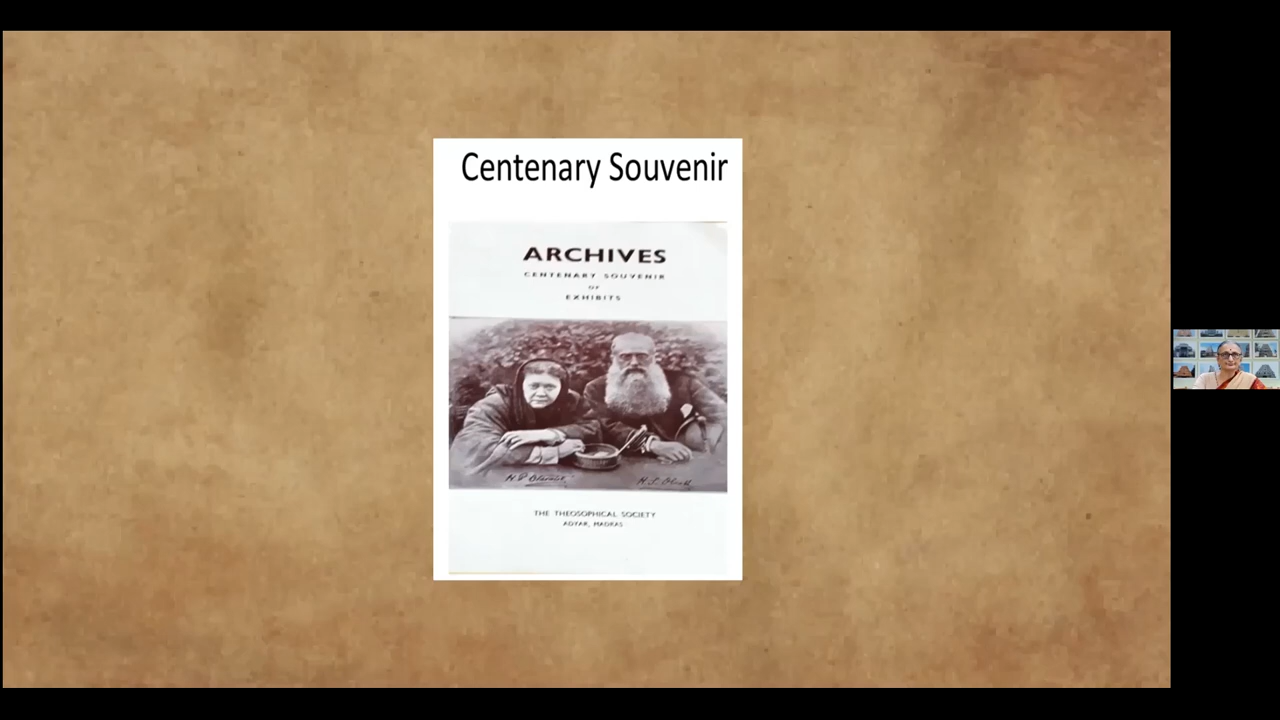 Centenary Souvenir
ARCHIVES
CENTENARY SOUVENIR
OF
EXHIBITS
H. P. Blavatsky
H. S. Olcott
THE THEOSOPHICAL SOCIETY
ADYAR, MADRAS